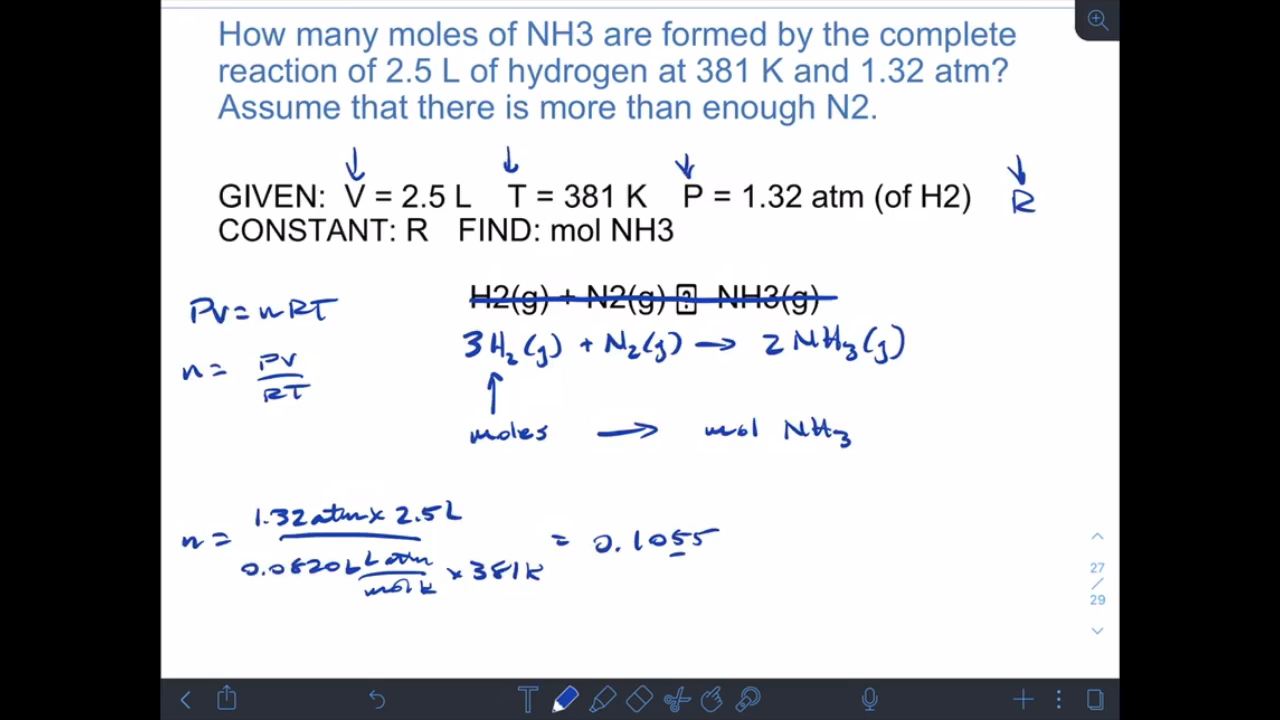 How many moles of NH3 are formed by the complete
reaction of 2.5 L of hydrogen at 381 K and 1.32 atm?
Assume that there is more than enough N2.
GIVEN: V = 2.5 L T = 381 K P = 1.32 atm (of H2) R
CONSTANT: R FIND: mol NH3
H2(g) + N2(g) ? NH3(g)
PV = nRT
3H₂(g) + N₂(g) → 2NH₃(g)
n = PV
RT
moles → mol NH₃
1.32 atm x 2.5L
n = = 0.1055
0.08206 L atm x 381K
mol K
27
/
29